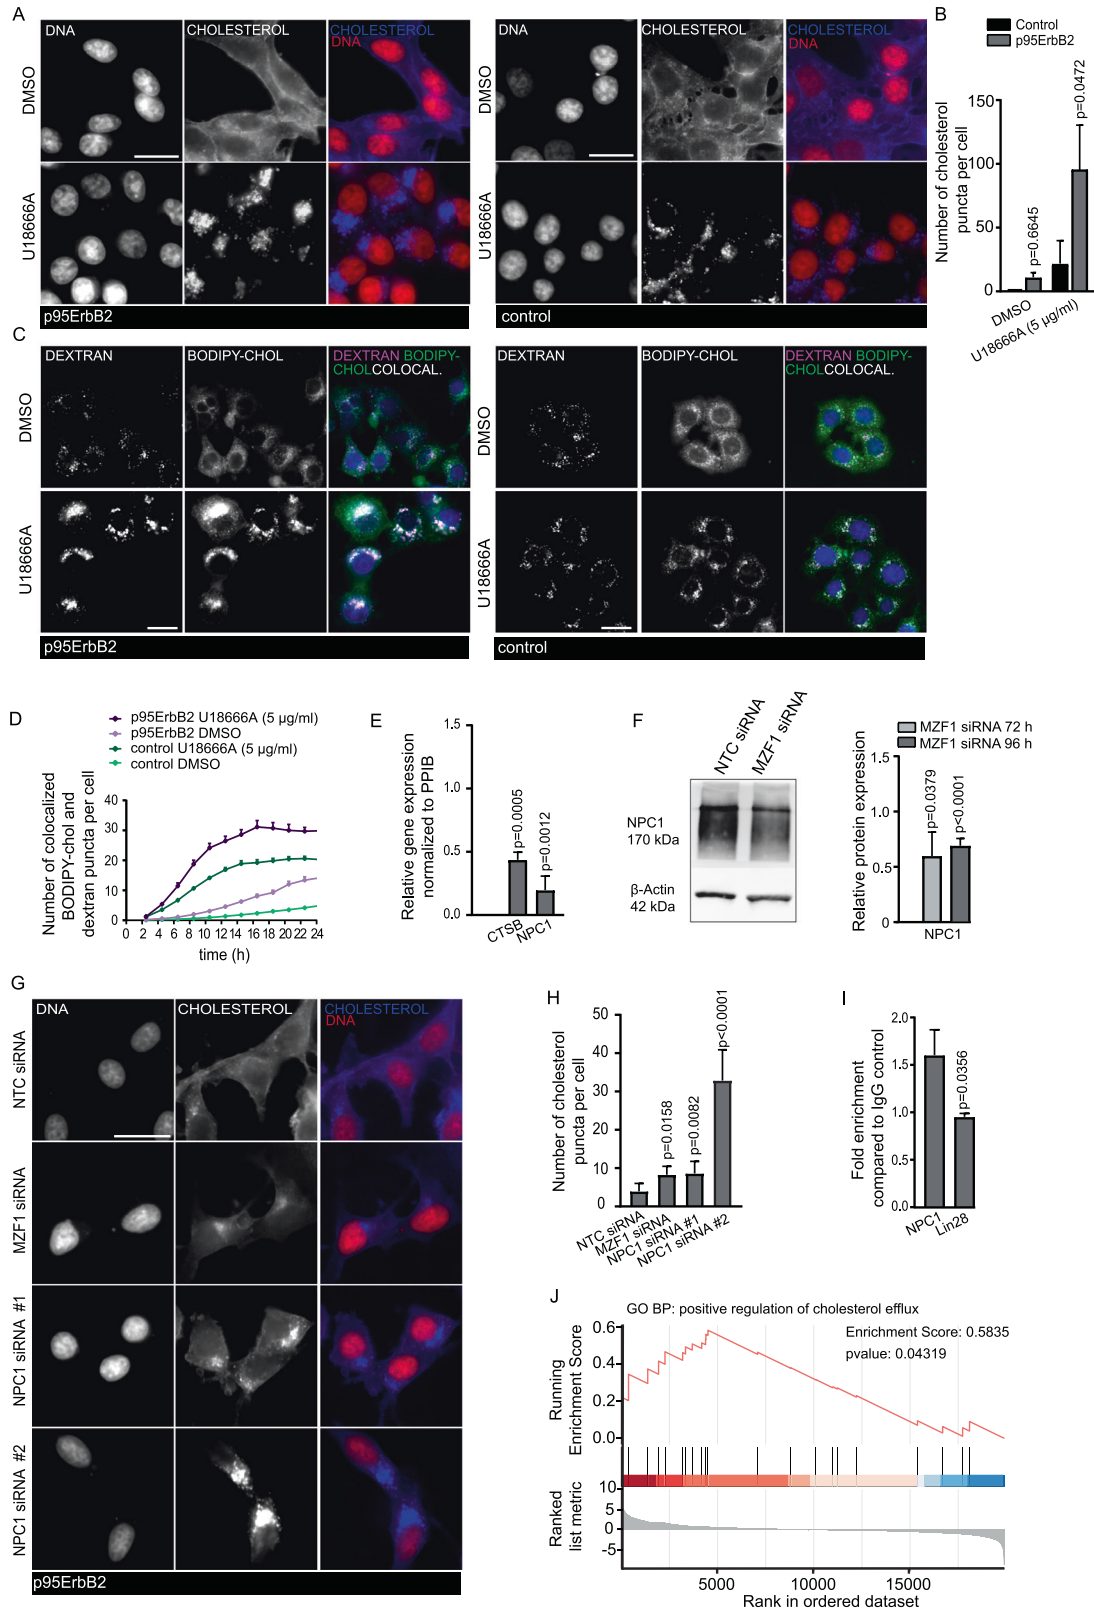 A
DNA
CHOLESTEROL
CHOLESTEROL
DNA
DMSO
U18666A
p95ErbB2
DNA
CHOLESTEROL
CHOLESTEROL
DNA
DMSO
U18666A
control
B
Control
p95ErbB2
Number of cholesterol
puncta per cell
150
100
50
0
p=0.6645
p=0.0472
DMSO
U18666A (5 µg/ml)
C
DEXTRAN
BODIPY-CHOL
DEXTRAN BODIPY-
CHOLCOLOCAL.
DMSO
U18666A
p95ErbB2
DEXTRAN
BODIPY-CHOL
DEXTRAN BODIPY-
CHOLCOLOCAL.
DMSO
U18666A
control
D
p95ErbB2 U18666A (5 µg/ml)
p95ErbB2 DMSO
control U18666A (5 µg/ml)
control DMSO
Number of colocalized
BODIPY-chol and
dextran puncta per cell
40
30
20
10
0
0 2 4 6 8 10 12 14 16 18 20 22 24
time (h)
E
Relative gene expression
normalized to PPIB
1.5
1.0
0.5
0.0
p=0.0005
p=0.0012
CTSB
NPC1
F
NTC siRNA
MZF1 siRNA
NPC1
170 kDa
β-Actin
42 kDa
MZF1 siRNA 72 h
MZF1 siRNA 96 h
Relative protein expression
1.5
1.0
0.5
0.0
p=0.0379
p<0.0001
NPC1
G
DNA
CHOLESTEROL
CHOLESTEROL
DNA
NTC siRNA
MZF1 siRNA
NPC1 siRNA #1
NPC1 siRNA #2
p95ErbB2
H
Number of cholesterol
puncta per cell
50
40
30
20
10
0
p=0.0158
p=0.0082
p<0.0001
NTC siRNA
MZF1 siRNA
NPC1 siRNA #1
NPC1 siRNA #2
I
Fold enrichment
compared to IgG control
2.0
1.5
1.0
0.5
0.0
p=0.0356
NPC1
Lin28
J
GO BP: positive regulation of cholesterol efflux
Enrichment Score: 0.5835
pvalue: 0.04319
Running
Enrichment Score
0.6
0.4
0.2
0.0
Ranked
list metric
10
5
0
-5
5000
10000
15000
Rank in ordered dataset